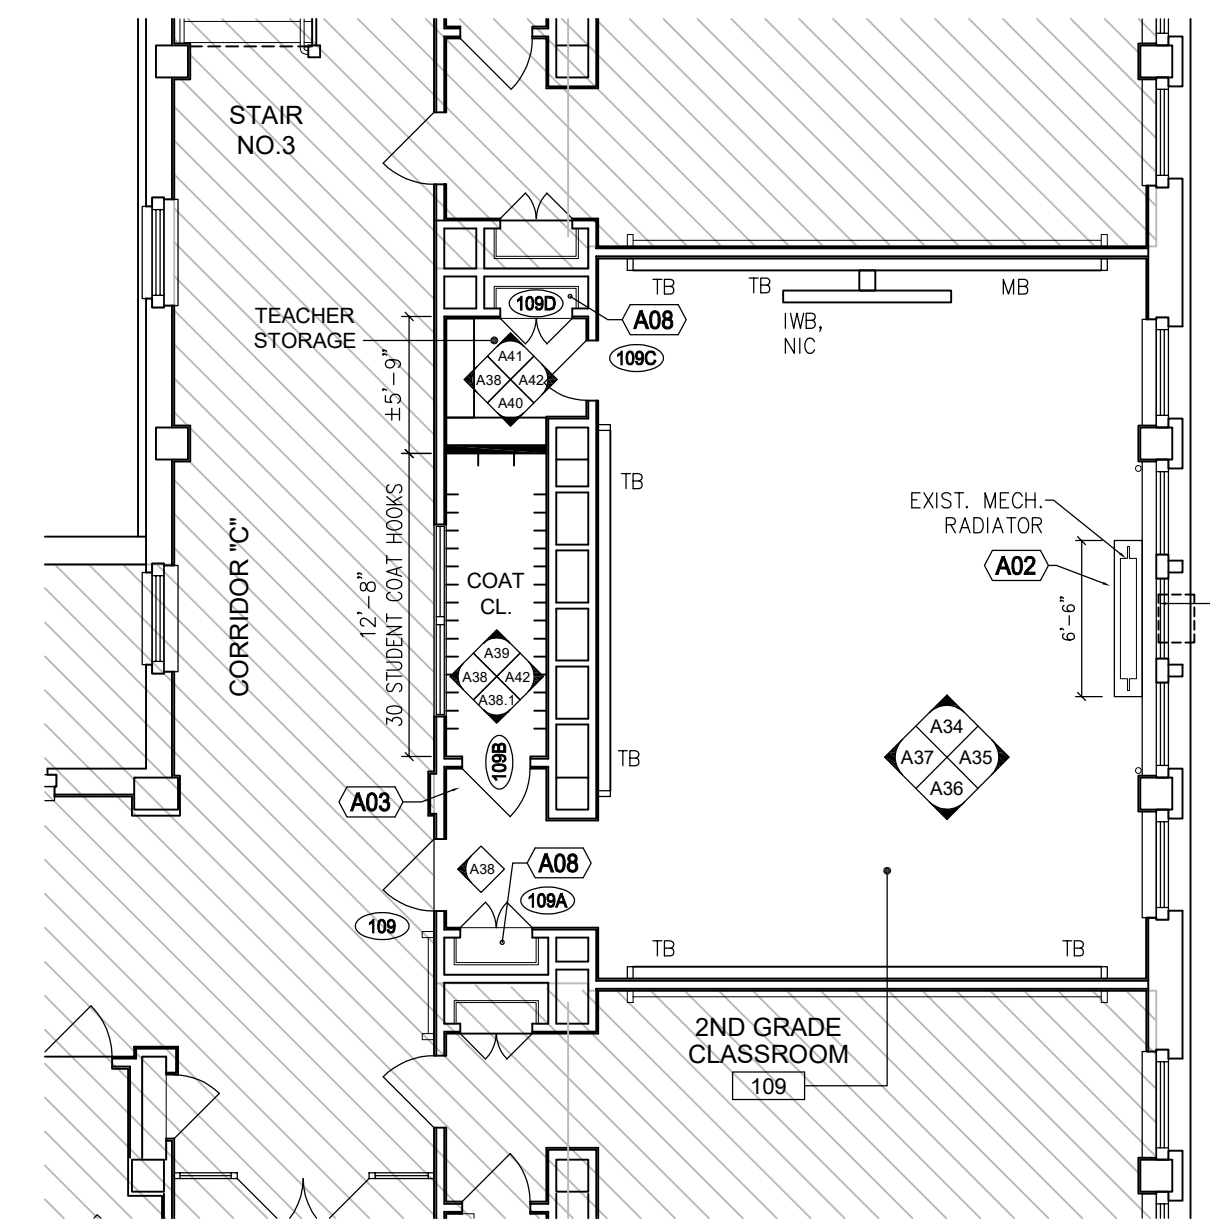 STAIR
NO.3
TB
TB
MB
IWB,
NIC
109D
A08
109C
TEACHER
STORAGE
±5'-9"
A41
A38
A42
A40
TB
12'-8"
30 STUDENT COAT HOOKS
CORRIDOR "C"
COAT
CL.
EXIST. MECH.
RADIATOR
A02
6'-6"
A39
A38
A42
A38.1
109B
A34
A37
A35
A36
TB
A03
A38
A08
109A
109
TB
TB
2ND GRADE
CLASSROOM
109